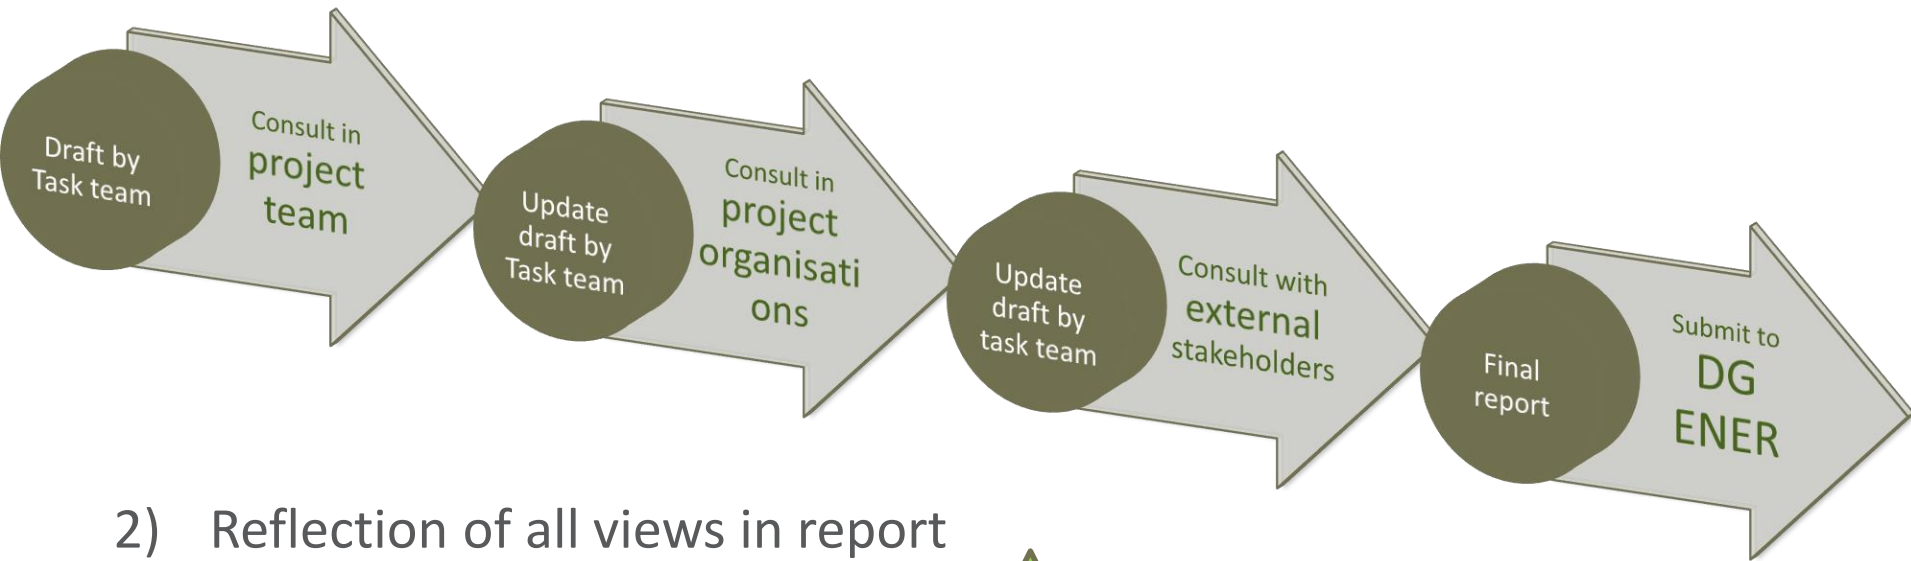 Draft by
Task team
Consult in
project
team
Update
draft by
Task team
Consult in
project
organisati
ons
Update
draft by
task team
Consult with
external
stakeholders
Final
report
Submit to
DG
ENER
2) Reflection of all views in report